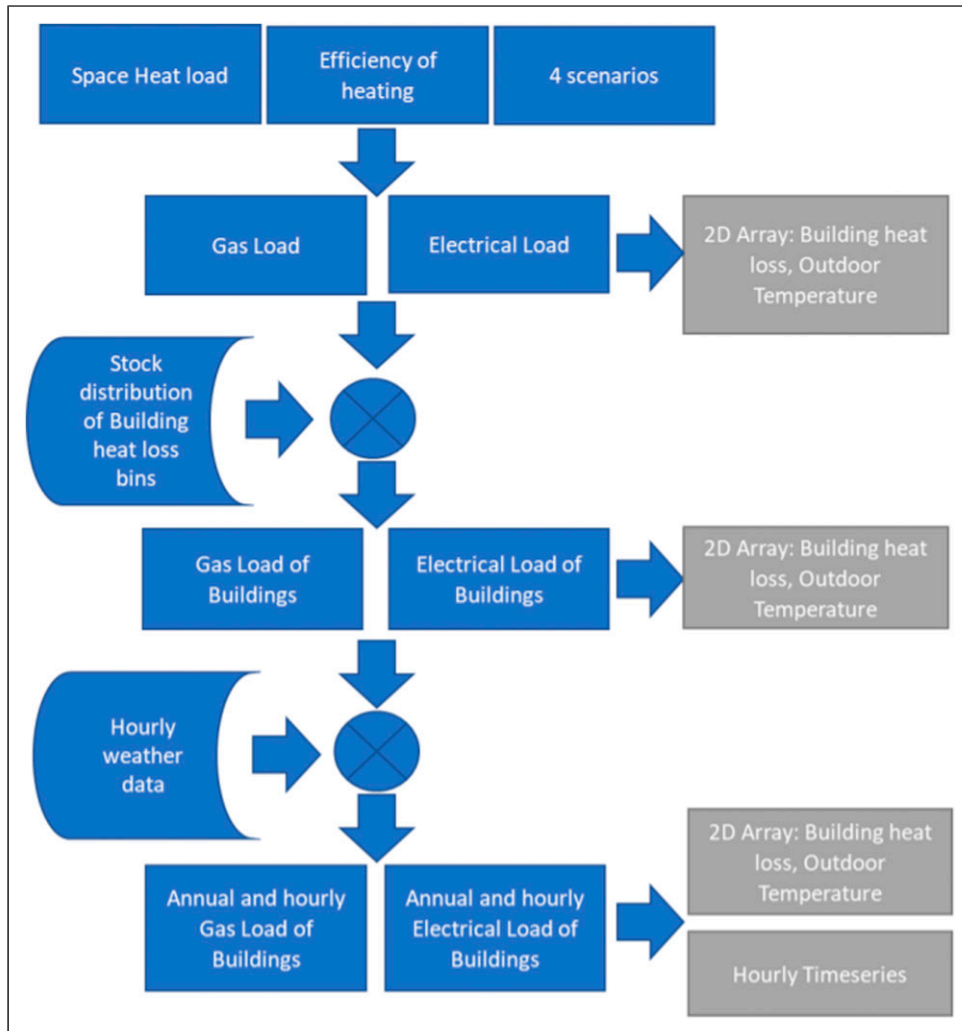 Space Heat load
Efficiency of
heating
4 scenarios
Gas Load
Electrical Load
2D Array: Building heat
loss, Outdoor
Temperature
Stock
distribution
of Building
heat loss
bins
Gas Load of
Buildings
Electrical Load of
Buildings
2D Array: Building heat
loss, Outdoor
Temperature
Hourly
weather
data
Annual and hourly
Gas Load of
Buildings
Annual and hourly
Electrical Load of
Buildings
2D Array: Building heat
loss, Outdoor
Temperature
Hourly Timeseries